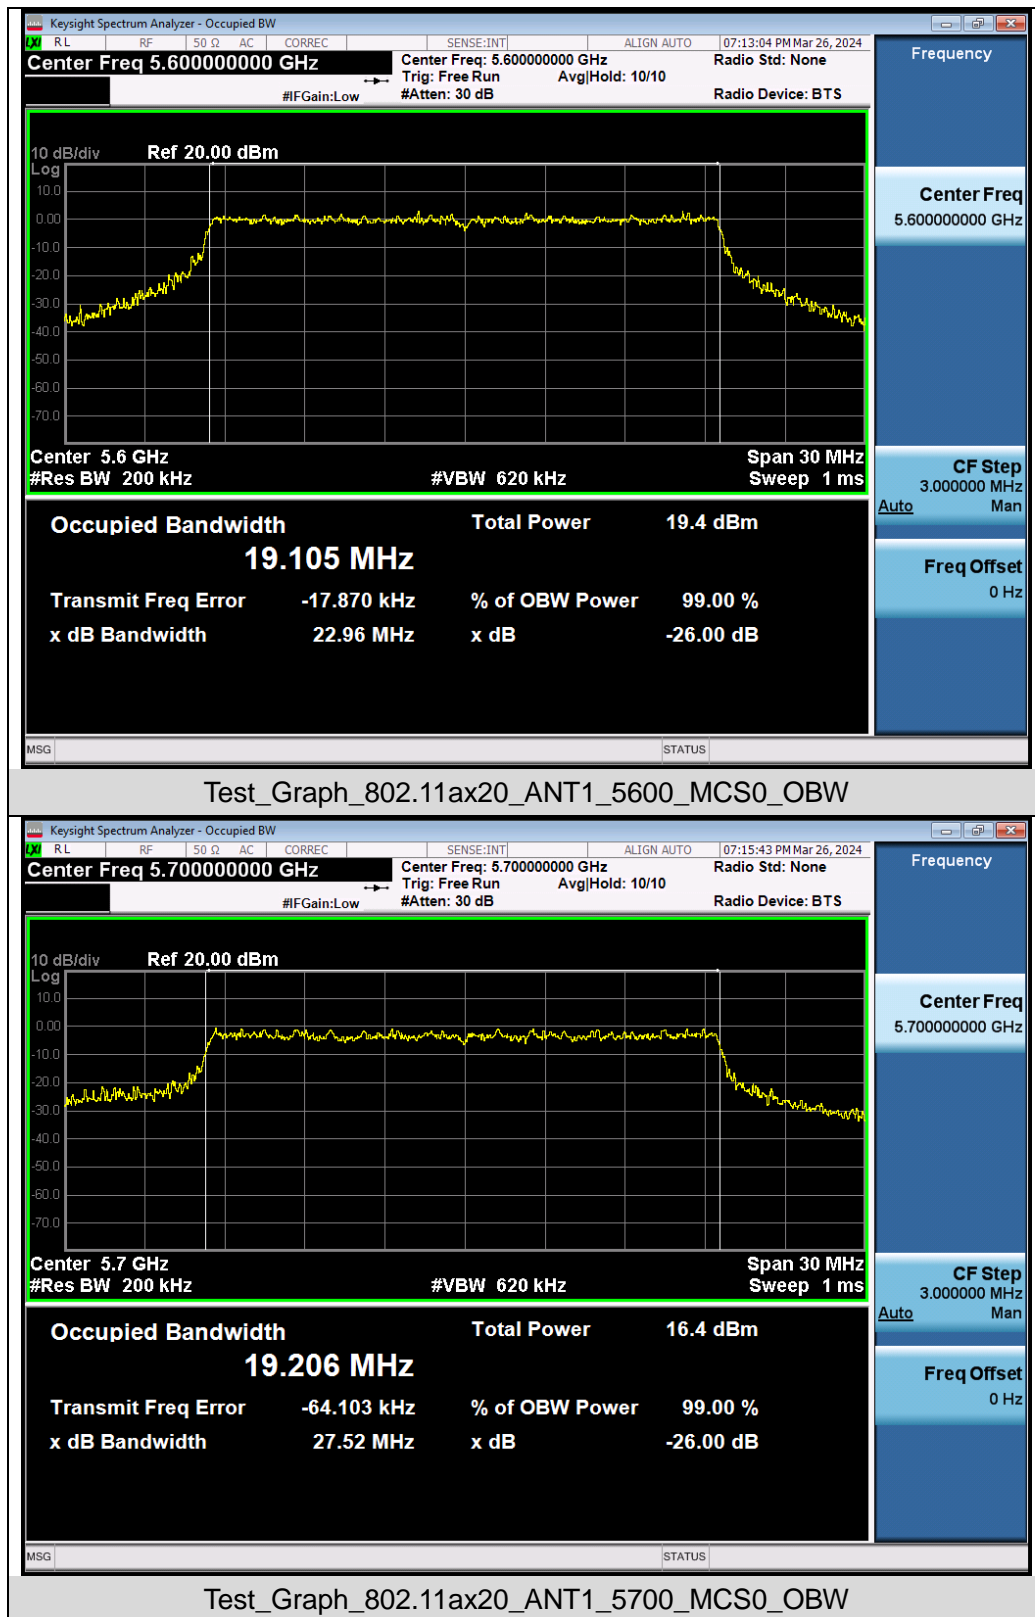 Keysight Spectrum Analyzer - Occupied BW
LXI RL RF 50 Ω AC CORREC SENSE:INT ALIGN AUTO 07:13:04 PM Mar 26, 2024
Center Freq 5.600000000 GHz
Center Freq: 5.600000000 GHz Radio Std: None
Trig: Free Run Avg|Hold: 10/10
#IFGain:Low #Atten: 30 dB Radio Device: BTS
10 dB/div Ref 20.00 dBm
Log
10.0
0.00
-10.0
-20.0
-30.0
-40.0
-50.0
-60.0
-70.0
Center 5.6 GHz Span 30 MHz
#Res BW 200 kHz #VBW 620 kHz Sweep 1 ms
Occupied Bandwidth Total Power 19.4 dBm
19.105 MHz
Transmit Freq Error -17.870 kHz % of OBW Power 99.00 %
x dB Bandwidth 22.96 MHz x dB -26.00 dB
MSG STATUS
Frequency
Center Freq
5.600000000 GHz
CF Step
3.000000 MHz
Auto Man
Freq Offset
0 Hz
Test_Graph_802.11ax20_ANT1_5600_MCS0_OBW
Keysight Spectrum Analyzer - Occupied BW
LXI RL RF 50 Ω AC CORREC SENSE:INT ALIGN AUTO 07:15:43 PM Mar 26, 2024
Center Freq 5.700000000 GHz
Center Freq: 5.700000000 GHz Radio Std: None
Trig: Free Run Avg|Hold: 10/10
#IFGain:Low #Atten: 30 dB Radio Device: BTS
10 dB/div Ref 20.00 dBm
Log
10.0
0.00
-10.0
-20.0
-30.0
-40.0
-50.0
-60.0
-70.0
Center 5.7 GHz Span 30 MHz
#Res BW 200 kHz #VBW 620 kHz Sweep 1 ms
Occupied Bandwidth Total Power 16.4 dBm
19.206 MHz
Transmit Freq Error -64.103 kHz % of OBW Power 99.00 %
x dB Bandwidth 27.52 MHz x dB -26.00 dB
MSG STATUS
Frequency
Center Freq
5.700000000 GHz
CF Step
3.000000 MHz
Auto Man
Freq Offset
0 Hz
Test_Graph_802.11ax20_ANT1_5700_MCS0_OBW